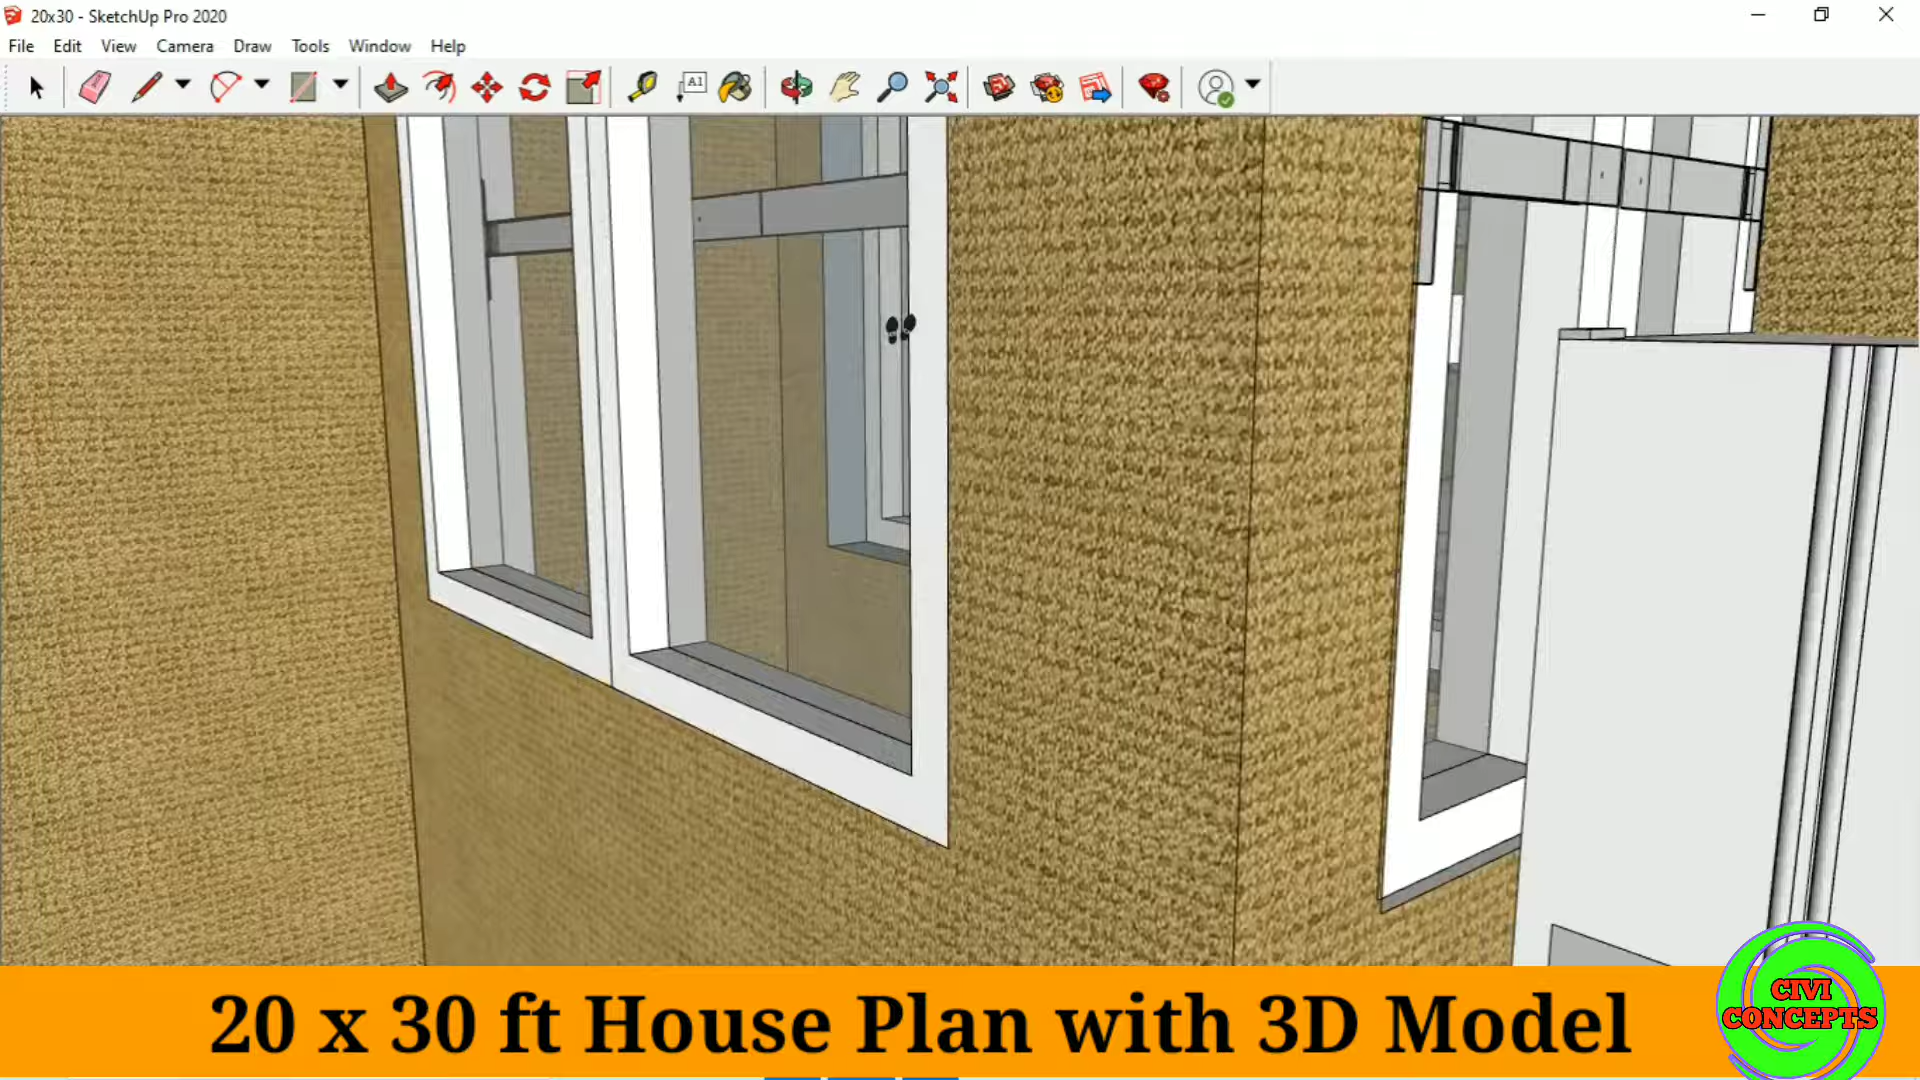 20x30 - SketchUp Pro 2020
File Edit View Camera Draw Tools Window Help
A1
20 x 30 ft House Plan with 3D Model
CIVI
CONCEPTS